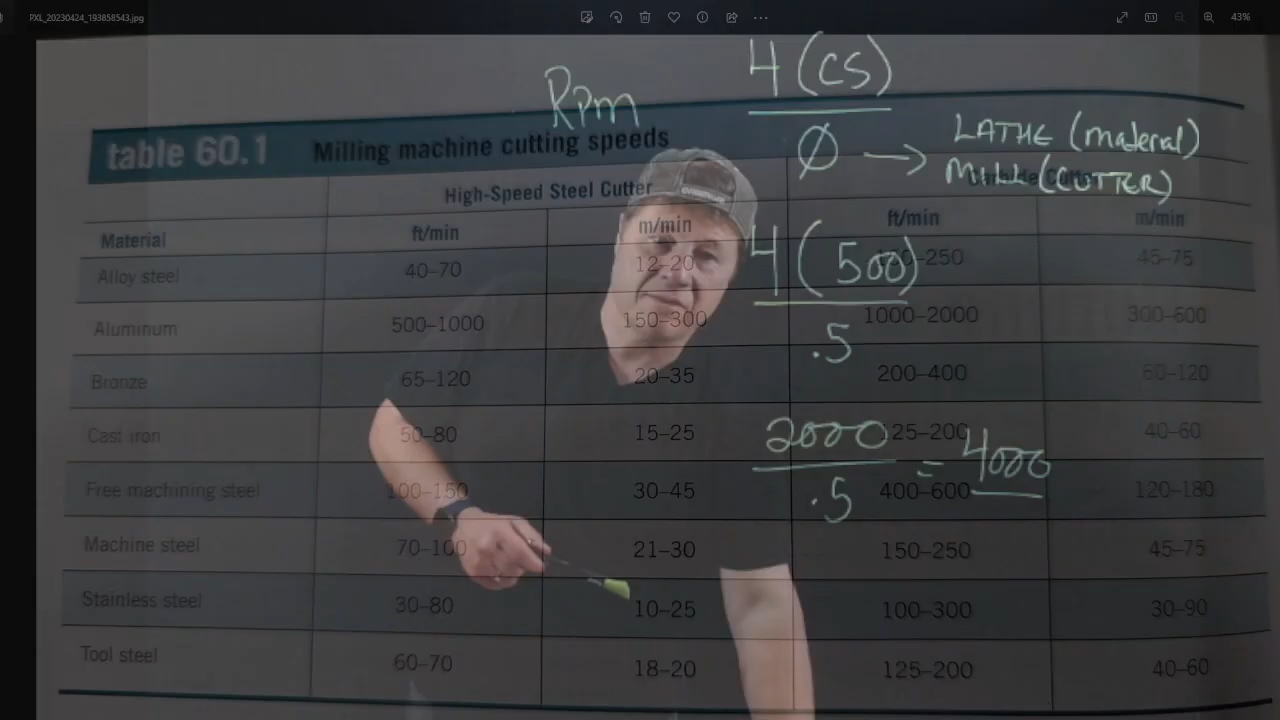 PXL_20230424_193858543.jpg
43%
Rpm
4 (CS)
Ø → LATHE (material)
MILL (CUTTER)
4 (500)
.5
2000
.5
= 4000
table 60.1 Milling machine cutting speeds
High-Speed Steel Cutter
Material ft/min m/min ft/min m/min
Alloy steel 40–70 12–20 -250 45–75
Aluminum 500–1000 150–300 1000–2000 300–600
Bronze 65–120 20–35 200–400 60–120
Cast iron 50–80 15–25 125–200 40–60
Free machining steel 100–150 30–45 400–600 120–180
Machine steel 70–100 21–30 150–250 45–75
Stainless steel 30–80 10–25 100–300 30–90
Tool steel 60–70 18–20 125–200 40–60